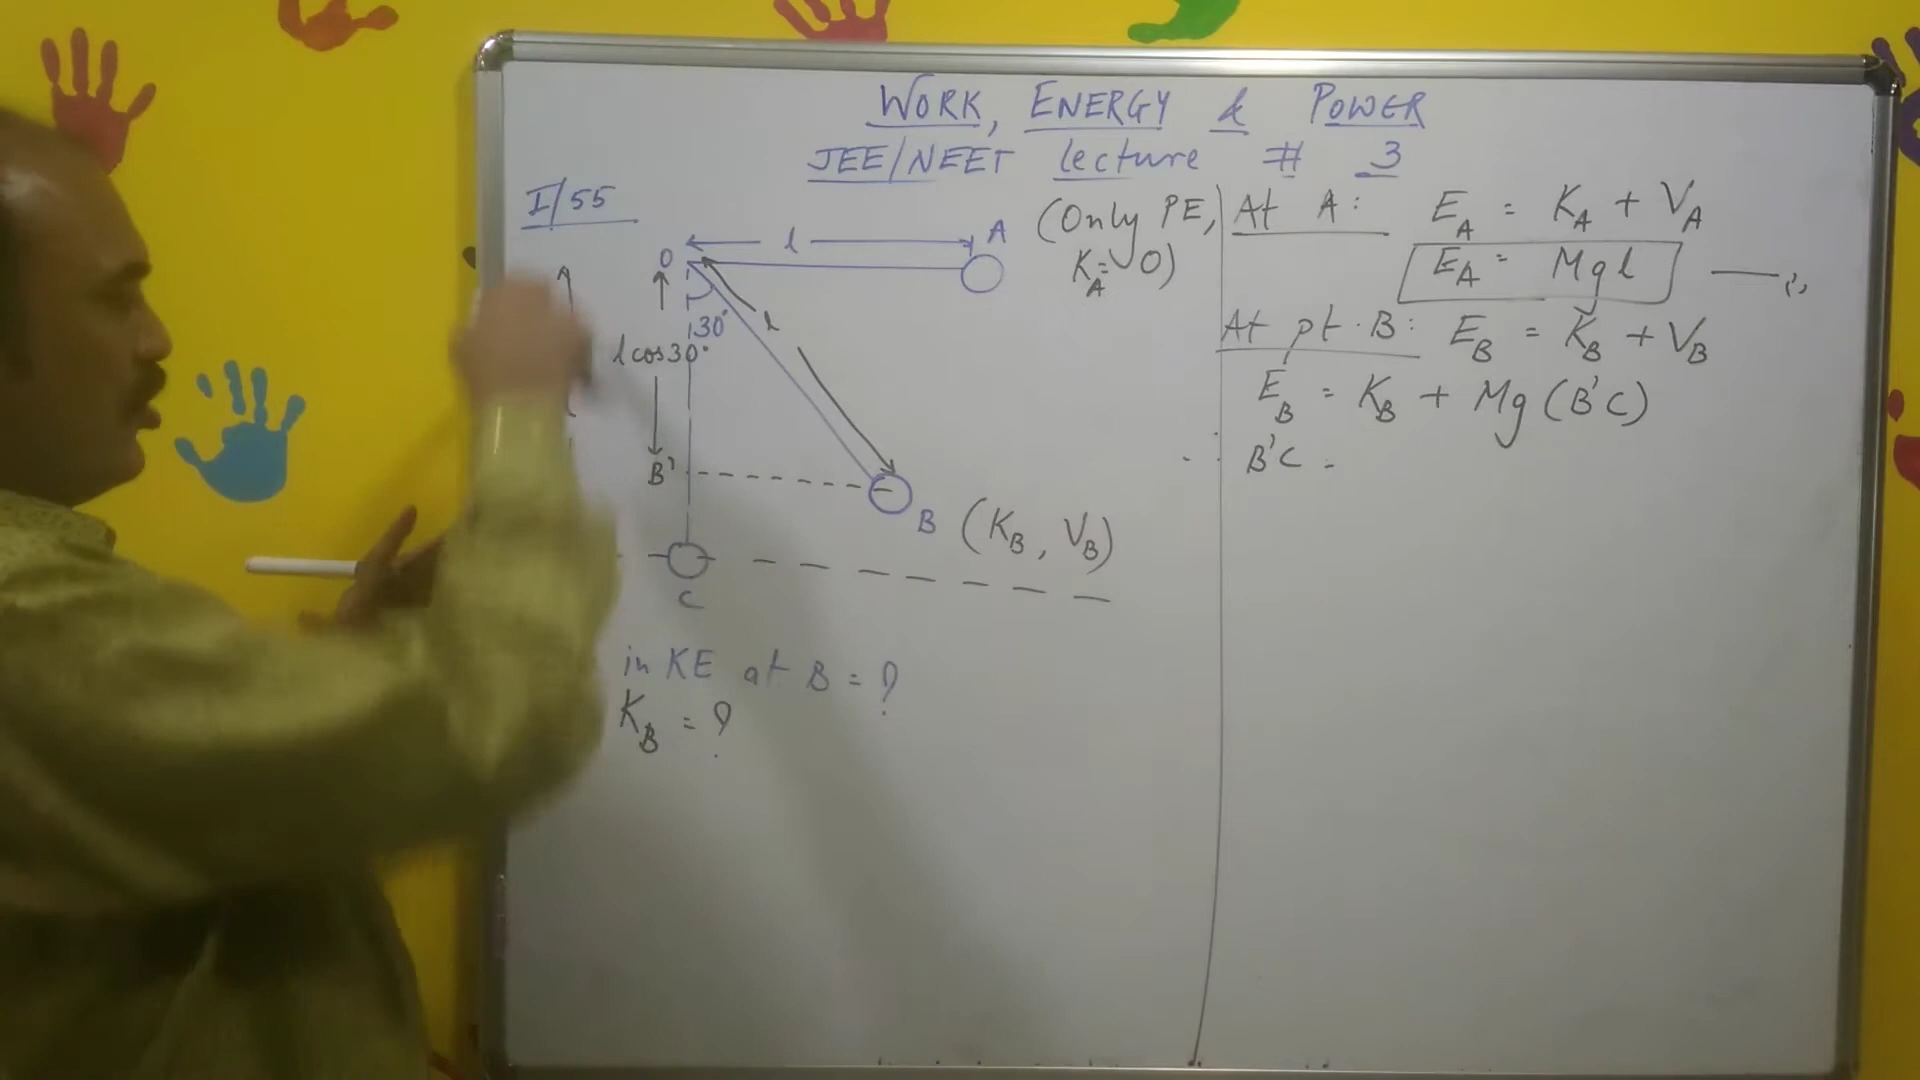 WORK, ENERGY & POWER
JEE/NEET lecture # 3
I/55
l
A
(Only PE,
K_A = 0)
O
30°
l
l cos30°
B'
B (K_B, V_B)
C
in KE at B = ?
K_B = ?
At A: E_A = K_A + V_A
E_A = Mgl
At pt. B: E_B = K_B + V_B
E_B = K_B + Mg (B'C)
B'C =